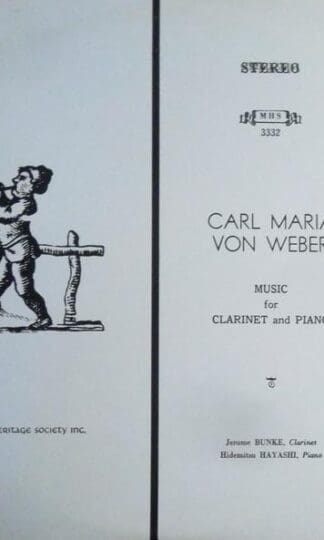 STEREO
MHS
3332
CARL MARIA
VON WEBER
MUSIC
for
CLARINET and PIANO
Jerome BUNKE, Clarinet
Hidemitsu HAYASHI, Piano
ERITAGE SOCIETY INC.